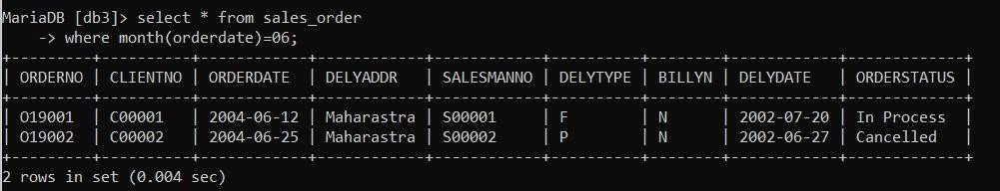 MariaDB [db3]> select * from sales_order
    -> where month(orderdate)=06;
+---------+----------+------------+------------+------------+----------+--------+------------+-------------+
| ORDERNO | CLIENTNO | ORDERDATE  | DELYADDR   | SALESMANNO | DELYTYPE | BILLYN | DELYDATE   | ORDERSTATUS |
+---------+----------+------------+------------+------------+----------+--------+------------+-------------+
| O19001  | C00001   | 2004-06-12 | Maharastra | S00001     | F        | N      | 2002-07-20 | In Process  |
| O19002  | C00002   | 2004-06-25 | Maharastra | S00002     | P        | N      | 2002-06-27 | Cancelled   |
+---------+----------+------------+------------+------------+----------+--------+------------+-------------+
2 rows in set (0.004 sec)